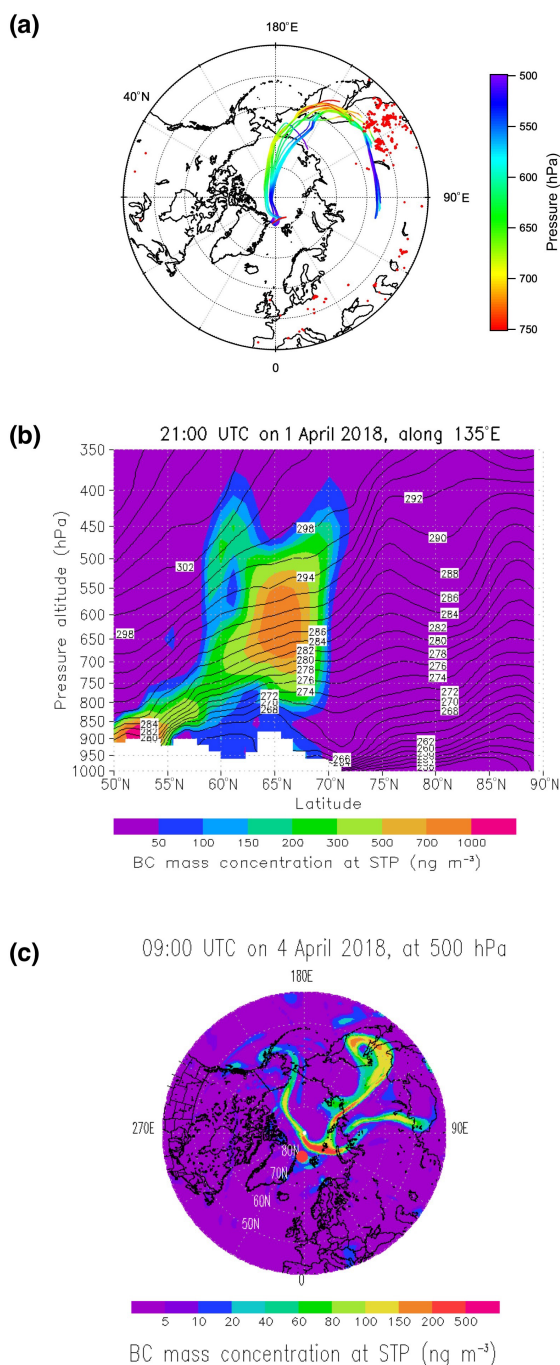 (a)
180°E
40°N
90°E
0
500
550
600
650
700
750
Pressure (hPa)
(b)
21:00 UTC on 1 April 2018, along 135°E
350
400
450
500
550
600
650
700
750
800
850
900
950
1000
Pressure altitude (hPa)
292
298
290
302
294
288
286
284
298
286
284
282
282
280
280
278
278
276
276
274
274
272
272
270
270
268
268
284
282
280
262
260
266
50°N 55°N 60°N 65°N 70°N 75°N 80°N 85°N 90°N
Latitude
50 100 150 200 300 500 700 1000
BC mass concentration at STP (ng m⁻³)
(c)
09:00 UTC on 4 April 2018, at 500 hPa
180E
270E
90E
80N
70N
60N
50N
0
5 10 20 40 60 80 100 150 200 500
BC mass concentration at STP (ng m⁻³)